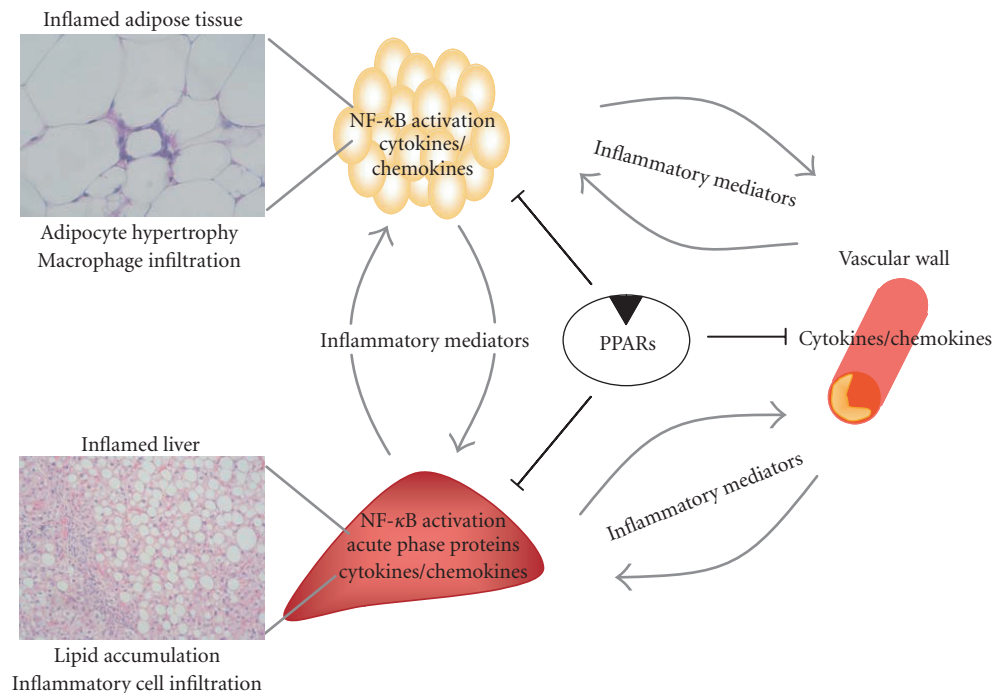 Inflamed adipose tissue
NF-κB activation
cytokines/
chemokines
Adipocyte hypertrophy
Macrophage infiltration
Inflammatory mediators
Vascular wall
Cytokines/chemokines
PPARs
Inflammatory mediators
Inflamed liver
NF-κB activation
acute phase proteins
cytokines/chemokines
Inflammatory mediators
Lipid accumulation
Inflammatory cell infiltration